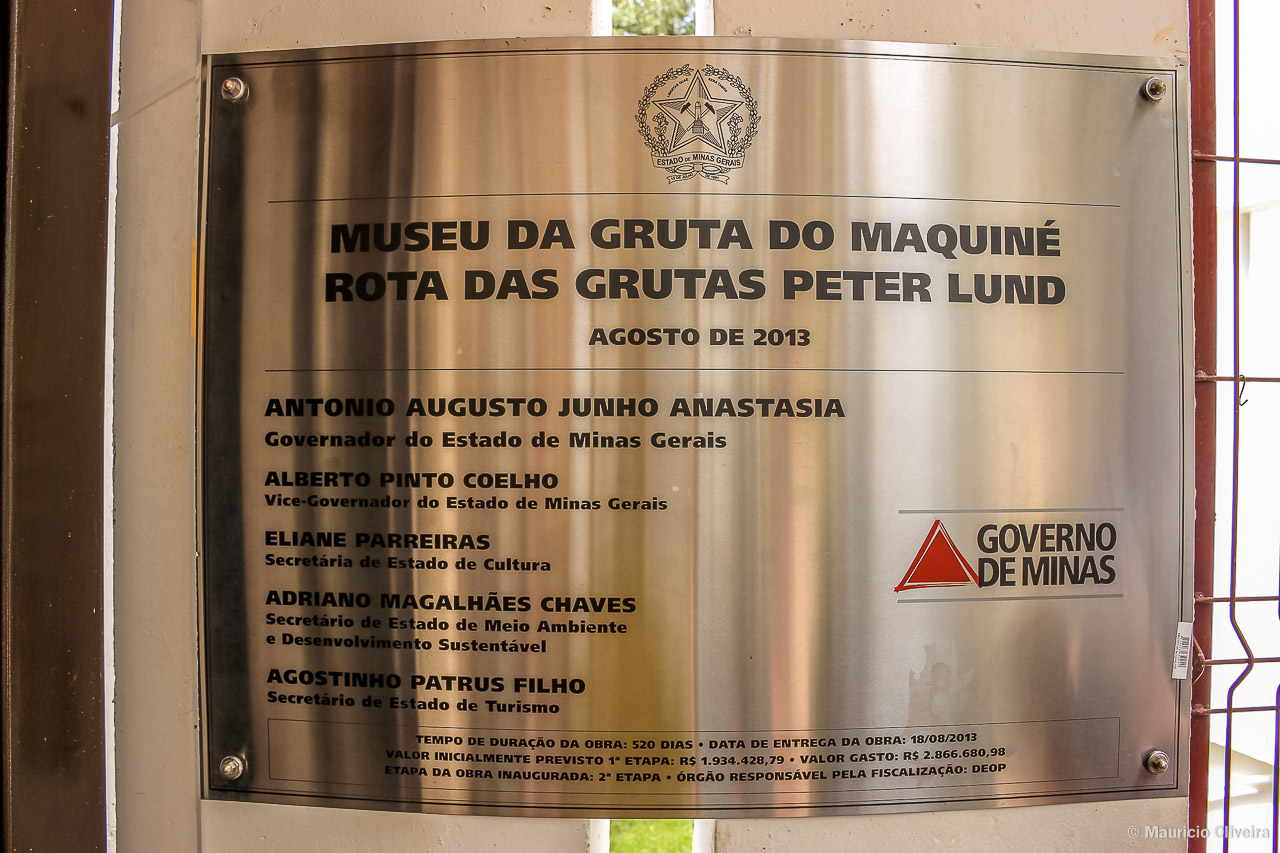 ESTADO DE MINAS GERAIS
MUSEU DA GRUTA DO MAQUINÉ
ROTA DAS GRUTAS PETER LUND
AGOSTO DE 2013
ANTONIO AUGUSTO JUNHO ANASTASIA
Governador do Estado de Minas Gerais
ALBERTO PINTO COELHO
Vice-Governador do Estado de Minas Gerais
ELIANE PARREIRAS
Secretária de Estado de Cultura
ADRIANO MAGALHÃES CHAVES
Secretário de Estado de Meio Ambiente
e Desenvolvimento Sustentável
AGOSTINHO PATRUS FILHO
Secretário de Estado de Turismo
GOVERNO
DE MINAS
TEMPO DE DURAÇÃO DA OBRA: 520 DIAS • DATA DE ENTREGA DA OBRA: 18/08/2013
VALOR INICIALMENTE PREVISTO 1ª ETAPA: R$ 1.934.428,79 • VALOR GASTO: R$ 2.866.680,98
ETAPA DA OBRA INAUGURADA: 2ª ETAPA • ÓRGÃO RESPONSÁVEL PELA FISCALIZAÇÃO: DEOP
© Mauricio Oliveira